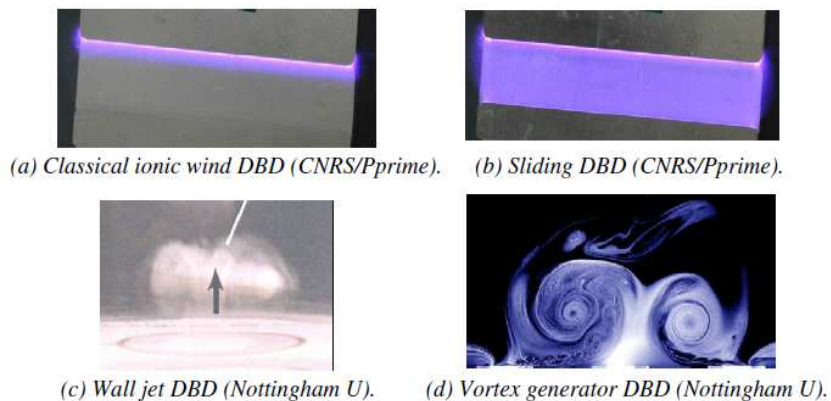 (a) Classical ionic wind DBD (CNRS/Pprime).
(b) Sliding DBD (CNRS/Pprime).
(c) Wall jet DBD (Nottingham U).
(d) Vortex generator DBD (Nottingham U).